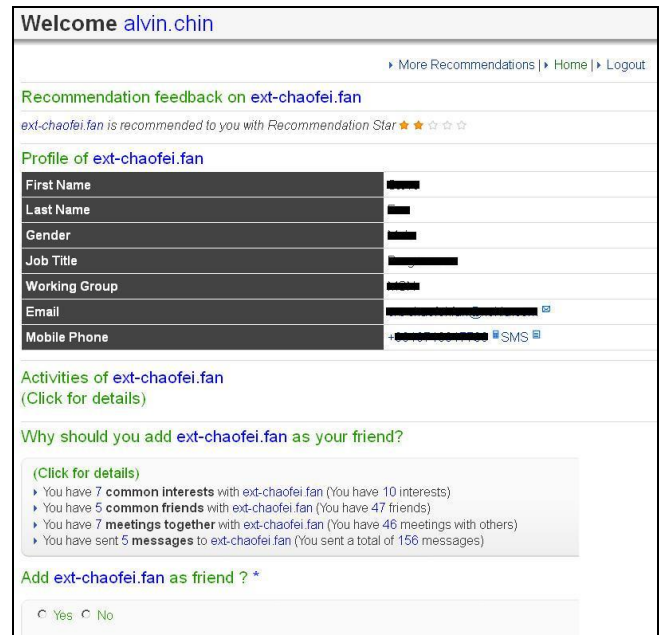 Welcome alvin.chin
More Recommendations | Home | Logout
Recommendation feedback on ext-chaofei.fan
ext-chaofei.fan is recommended to you with Recommendation Star
Profile of ext-chaofei.fan
First Name
Last Name
Gender
Job Title
Working Group
Email
Mobile Phone SMS
Activities of ext-chaofei.fan
(Click for details)
Why should you add ext-chaofei.fan as your friend?
(Click for details)
You have 7 common interests with ext-chaofei.fan (You have 10 interests)
You have 5 common friends with ext-chaofei.fan (You have 47 friends)
You have 7 meetings together with ext-chaofei.fan (You have 46 meetings with others)
You have sent 5 messages to ext-chaofei.fan (You sent a total of 156 messages)
Add ext-chaofei.fan as friend ? *
Yes No